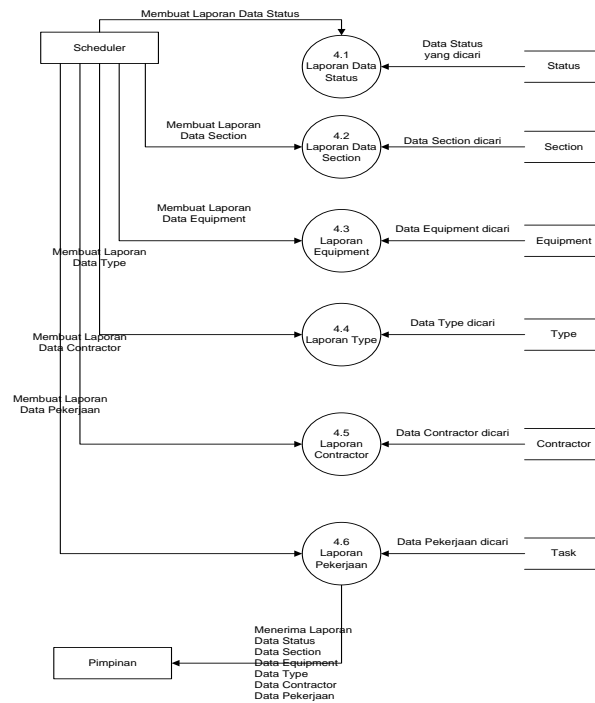 Membuat Laporan Data Status
Scheduler
4.1
Laporan Data
Status
Data Status
yang dicari
Status
Membuat Laporan
Data Section
4.2
Laporan Data
Section
Data Section dicari
Section
Membuat Laporan
Data Equipment
4.3
Laporan
Equipment
Data Equipment dicari
Equipment
Membuat Laporan
Data Type
4.4
Laporan Type
Data Type dicari
Type
Membuat Laporan
Data Contractor
Membuat Laporan
Data Pekerjaan
4.5
Laporan
Contractor
Data Contractor dicari
Contractor
4.6
Laporan
Pekerjaan
Data Pekerjaan dicari
Task
Menerima Laporan
Data Status
Data Section
Data Equipment
Data Type
Data Contractor
Data Pekerjaan
Pimpinan